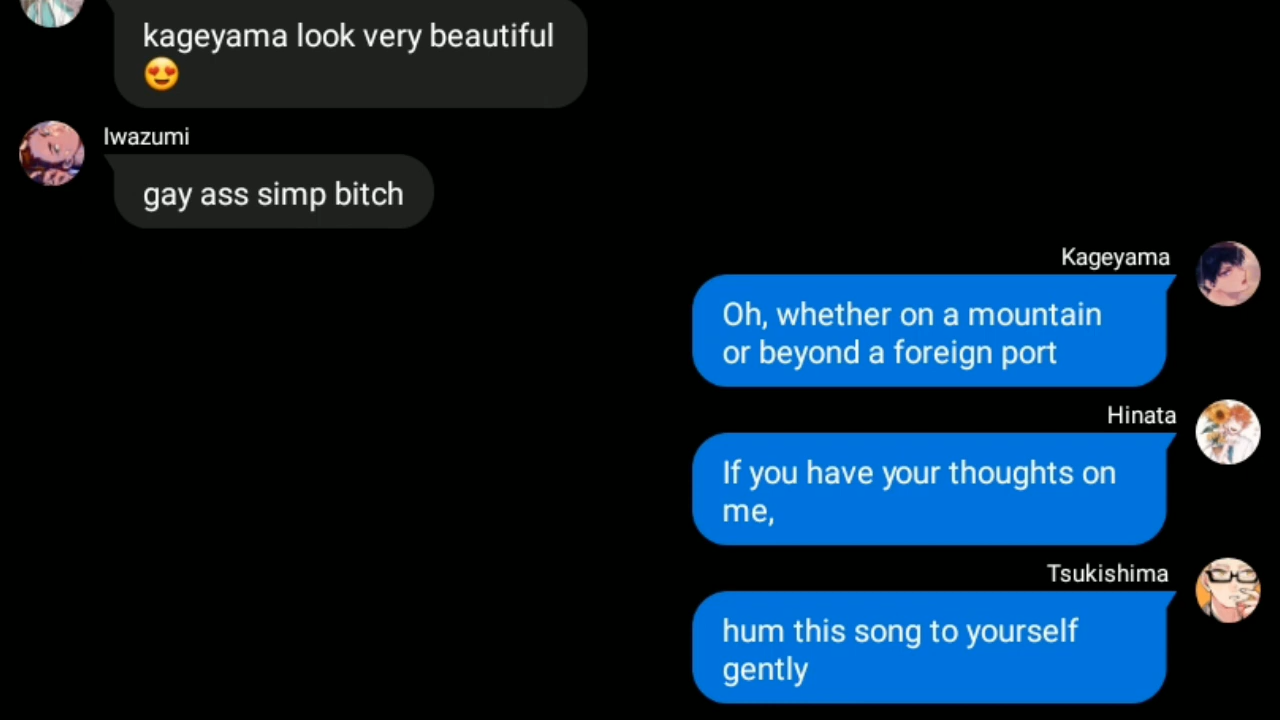 kageyama look very beautiful
😍
Iwazumi
gay ass simp bitch
Kageyama
Oh, whether on a mountain
or beyond a foreign port
Hinata
If you have your thoughts on
me,
Tsukishima
hum this song to yourself
gently